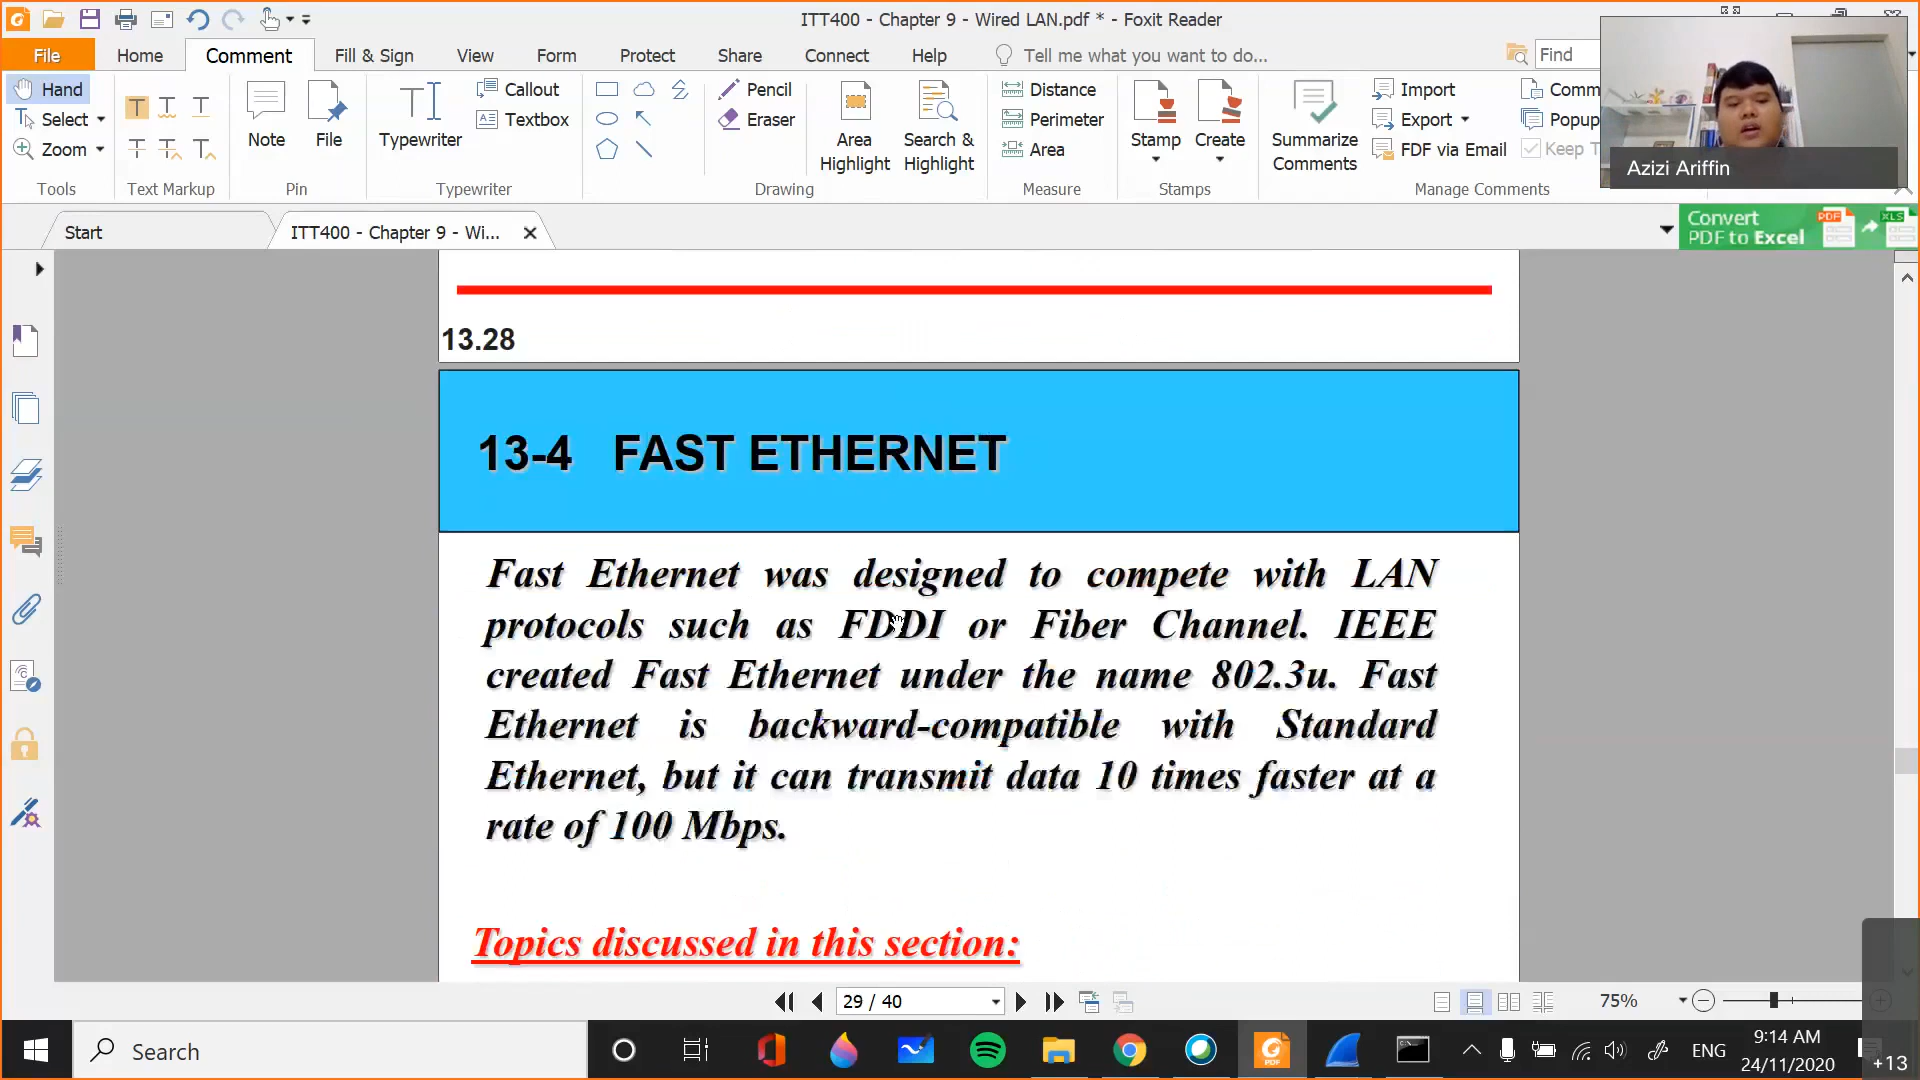 ITT400 - Chapter 9 - Wired LAN.pdf * - Foxit Reader
File Home Comment Fill & Sign View Form Protect Share Connect Help Tell me what you want to do... Find
Hand
Select
Zoom
Tools
Text Markup
Note
File
Pin
Typewriter
Typewriter
Callout
Textbox
Pencil
Eraser
Drawing
Area
Highlight
Search &
Highlight
Distance
Perimeter
Area
Measure
Stamp
Create
Stamps
Summarize
Comments
Import
Export
FDF via Email
Comm
Popup
Keep T
Manage Comments
Azizi Ariffin
Start
ITT400 - Chapter 9 - Wi...
Convert
PDF to Excel
PDF
XLS
13.28
13-4 FAST ETHERNET
Fast Ethernet was designed to compete with LAN
protocols such as FDDI or Fiber Channel. IEEE
created Fast Ethernet under the name 802.3u. Fast
Ethernet is backward-compatible with Standard
Ethernet, but it can transmit data 10 times faster at a
rate of 100 Mbps.
Topics discussed in this section:
29 / 40
75%
Search
PDF
ENG
9:14 AM
24/11/2020
+13